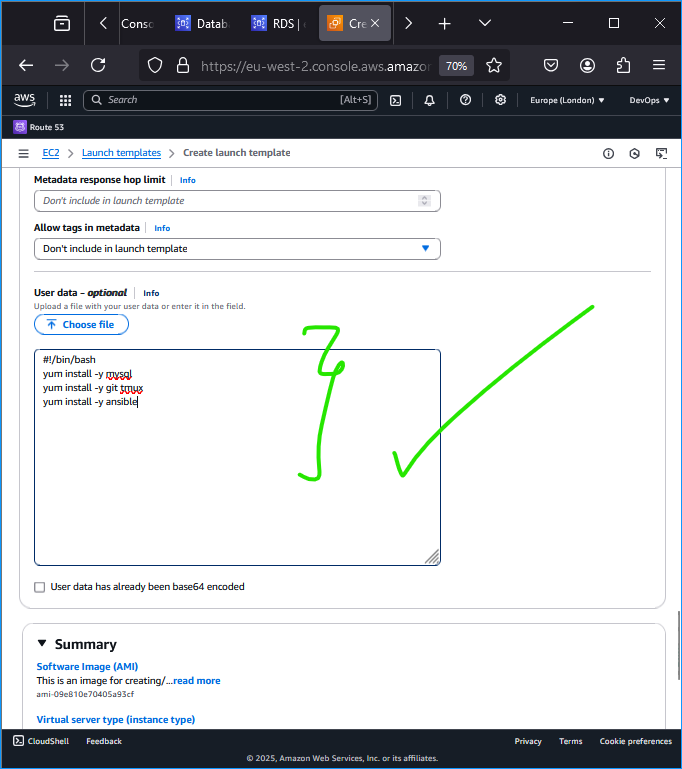 Conso
Datab
RDS |
Cre
https://eu-west-2.console.aws.amazon
70%
aws
Search
[Alt+S]
Europe (London)
DevOps
Route 53
EC2
Launch templates
Create launch template
Metadata response hop limit
Info
Don't include in launch template
Allow tags in metadata
Info
Don't include in launch template
User data – optional
Info
Upload a file with your user data or enter it in the field.
Choose file
#!/bin/bash
yum install -y mysql
yum install -y git tmux
yum install -y ansible
User data has already been base64 encoded
Summary
Software Image (AMI)
This is an image for creating/...read more
ami-09e810e70405a93cf
Virtual server type (instance type)
CloudShell
Feedback
Privacy
Terms
Cookie preferences
© 2025, Amazon Web Services, Inc. or its affiliates.